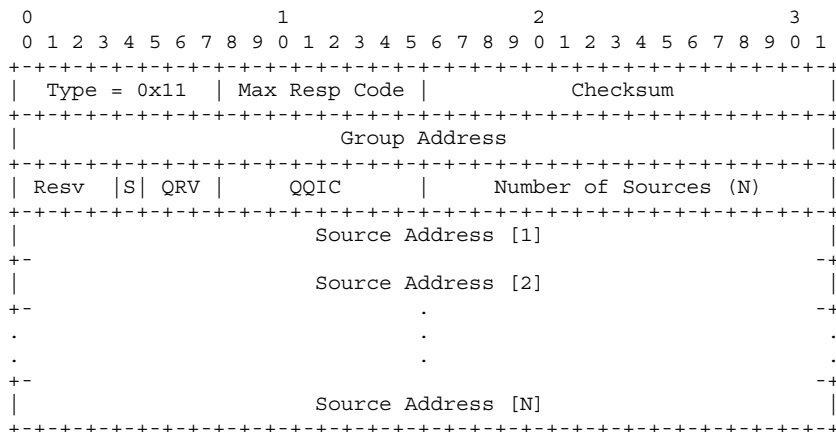 0                   1                   2                   3
 0 1 2 3 4 5 6 7 8 9 0 1 2 3 4 5 6 7 8 9 0 1 2 3 4 5 6 7 8 9 0 1
+-+-+-+-+-+-+-+-+-+-+-+-+-+-+-+-+-+-+-+-+-+-+-+-+-+-+-+-+-+-+-+-+
|  Type = 0x11  | Max Resp Code |           Checksum            |
+-+-+-+-+-+-+-+-+-+-+-+-+-+-+-+-+-+-+-+-+-+-+-+-+-+-+-+-+-+-+-+-+
|                         Group Address                         |
+-+-+-+-+-+-+-+-+-+-+-+-+-+-+-+-+-+-+-+-+-+-+-+-+-+-+-+-+-+-+-+-+
| Resv  |S| QRV |     QQIC      |     Number of Sources (N)     |
+-+-+-+-+-+-+-+-+-+-+-+-+-+-+-+-+-+-+-+-+-+-+-+-+-+-+-+-+-+-+-+-+
|                       Source Address [1]                      |
+-                                                             -+
|                       Source Address [2]                      |
+-                              .                              -+
.                               .                               .
.                               .                               .
+-                                                             -+
|                       Source Address [N]                      |
+-+-+-+-+-+-+-+-+-+-+-+-+-+-+-+-+-+-+-+-+-+-+-+-+-+-+-+-+-+-+-+-+